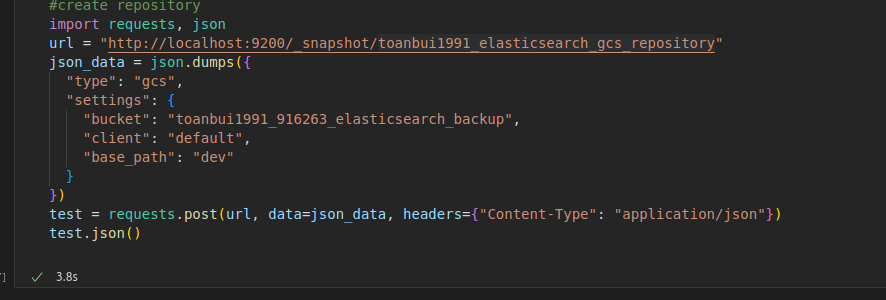 #create repository
import requests, json
url = "http://localhost:9200/_snapshot/toanbui1991_elasticsearch_gcs_repository"
json_data = json.dumps({
  "type": "gcs",
  "settings": {
    "bucket": "toanbui1991_916263_elasticsearch_backup",
    "client": "default",
    "base_path": "dev"
  }
})
test = requests.post(url, data=json_data, headers={"Content-Type": "application/json"})
test.json()
] 3.8s